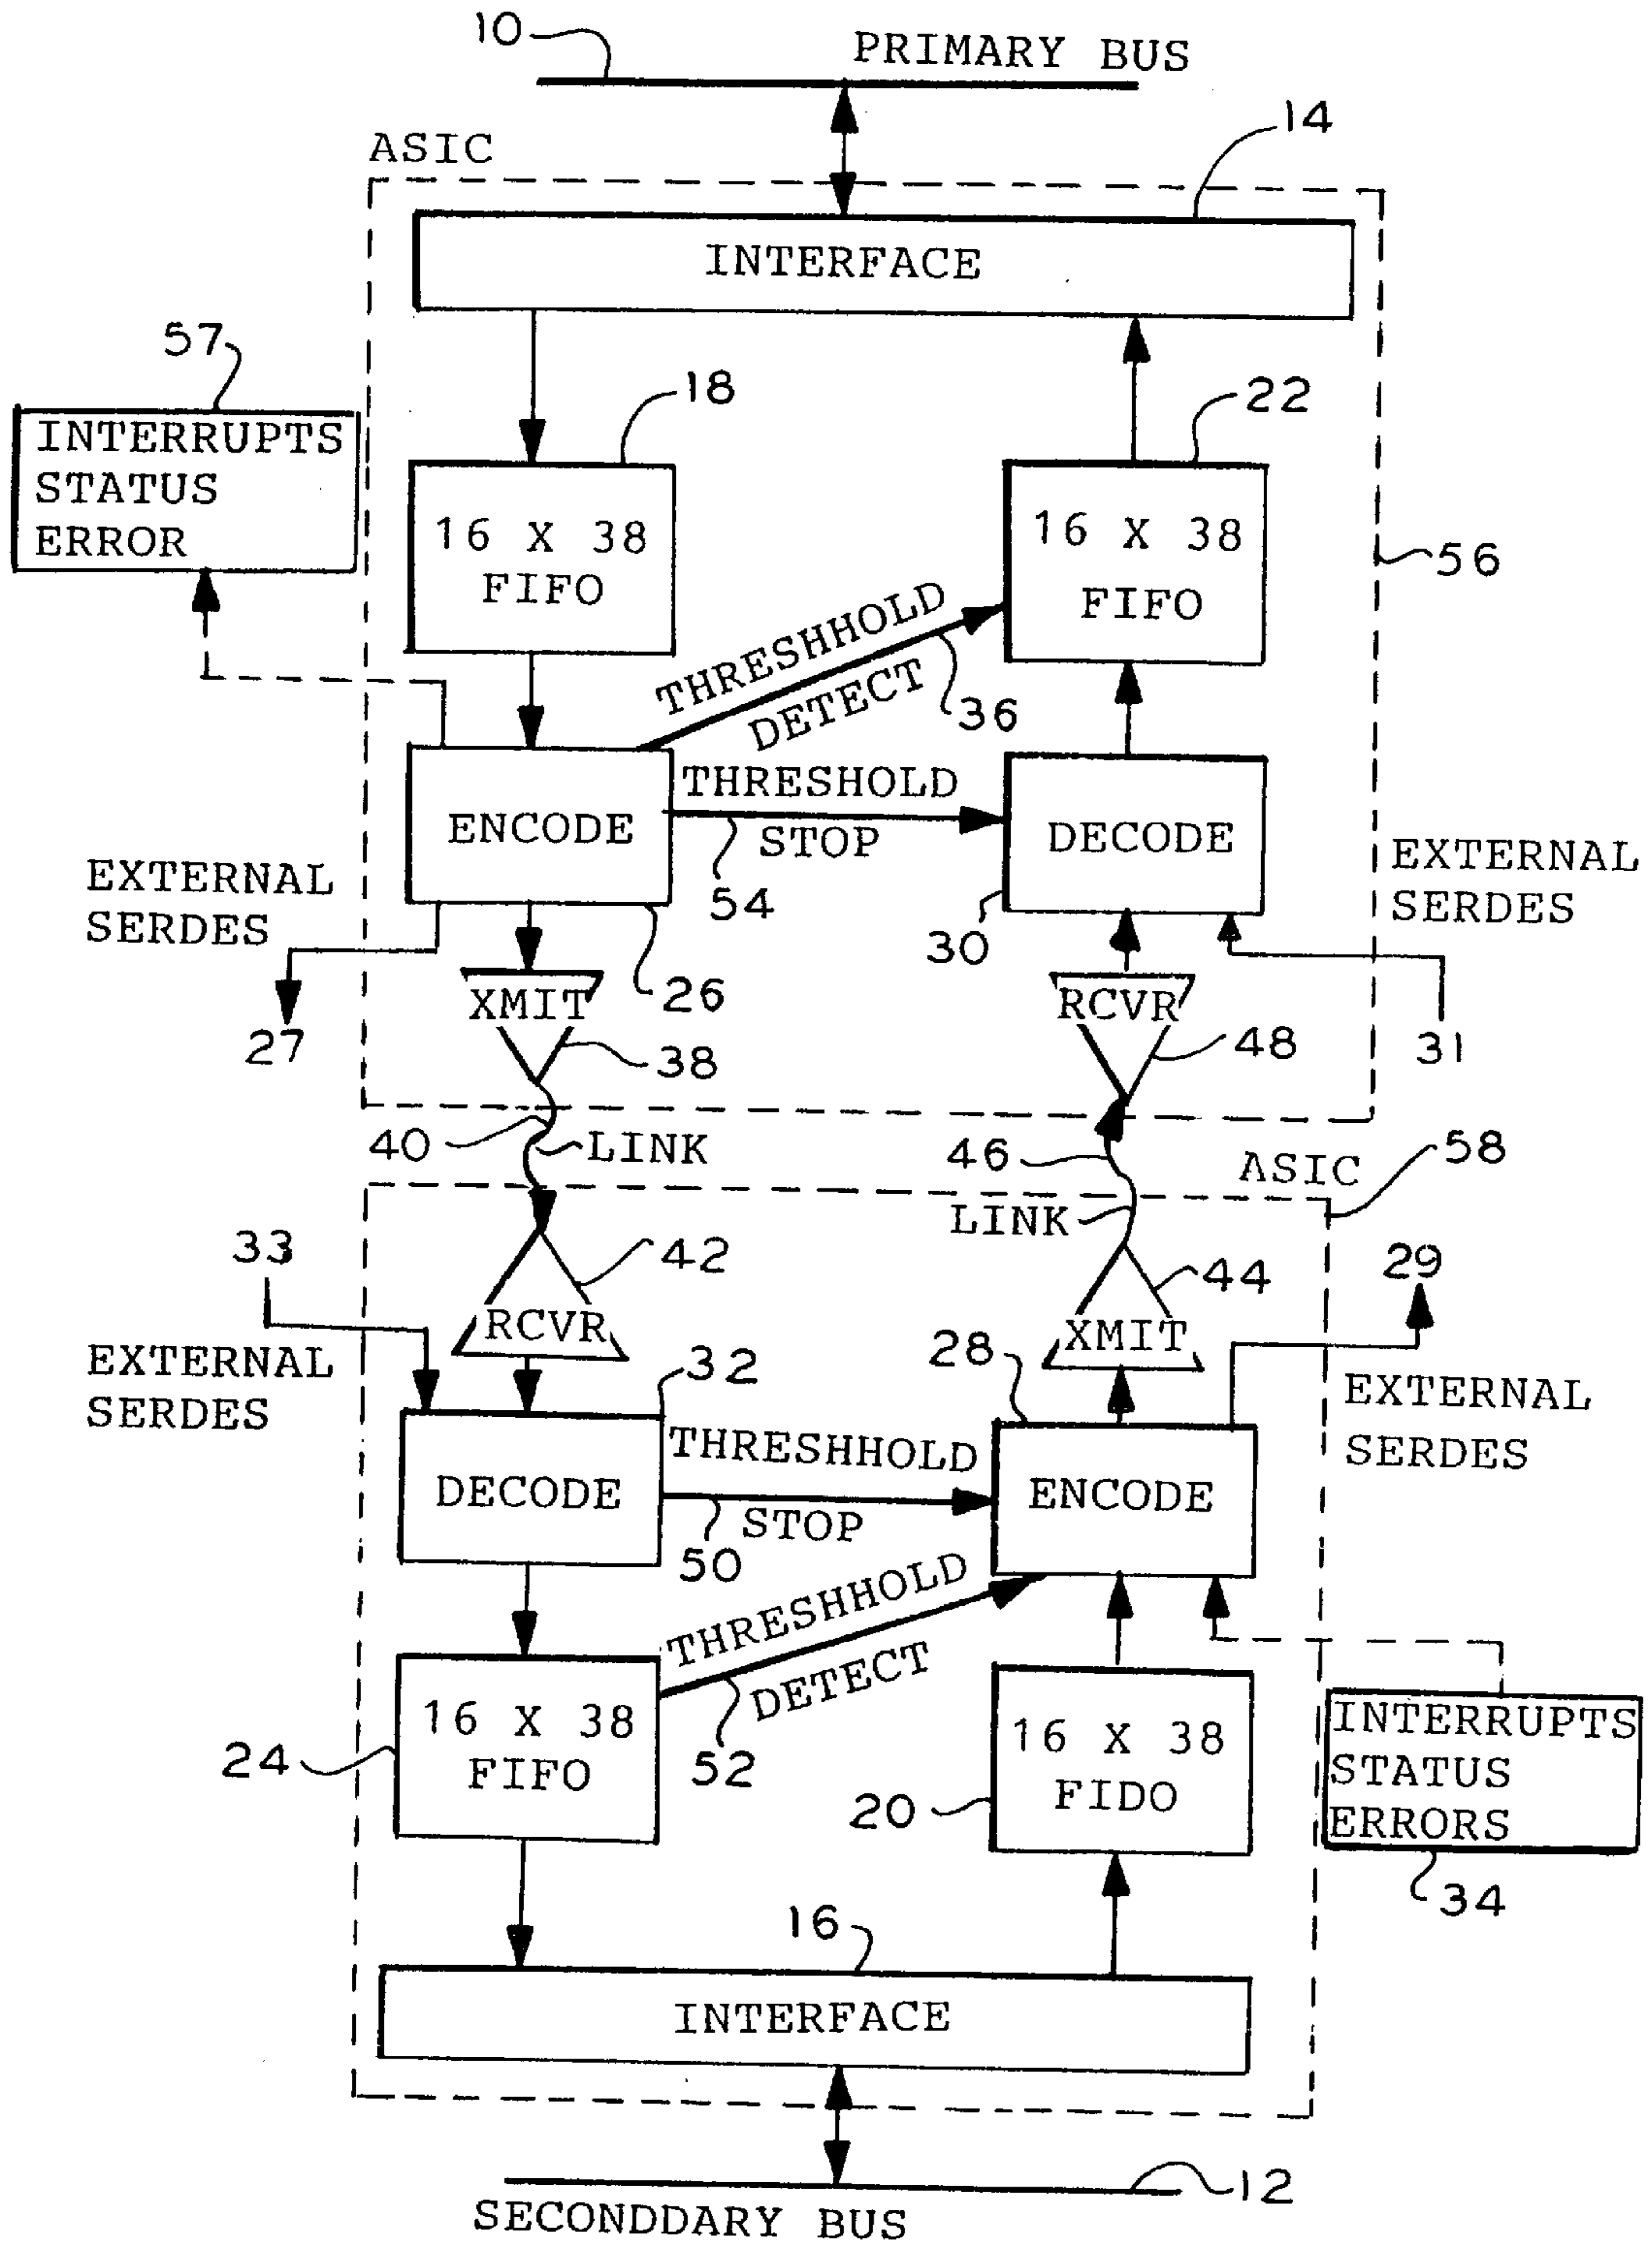 10
PRIMARY BUS
14
ASIC
INTERFACE
57
18
22
INTERRUPTS
STATUS
ERROR
16 X 38
FIFO
16 X 38
FIFO
56
THRESHHOLD
DETECT
36
ENCODE
THRESHOLD
STOP
54
DECODE
30
EXTERNAL
SERDES
EXTERNAL
SERDES
27
XMIT
26
38
RCVR
48
31
40
LINK
46
ASIC
58
LINK
33
42
RCVR
44
XMIT
29
EXTERNAL
SERDES
32
28
EXTERNAL
SERDES
DECODE
THRESHHOLD
STOP
50
ENCODE
THRESHHOLD
DETECT
52
24
16 X 38
FIFO
20
16 X 38
FIDO
INTERRUPTS
STATUS
ERRORS
34
16
INTERFACE
12
SECONDDARY BUS